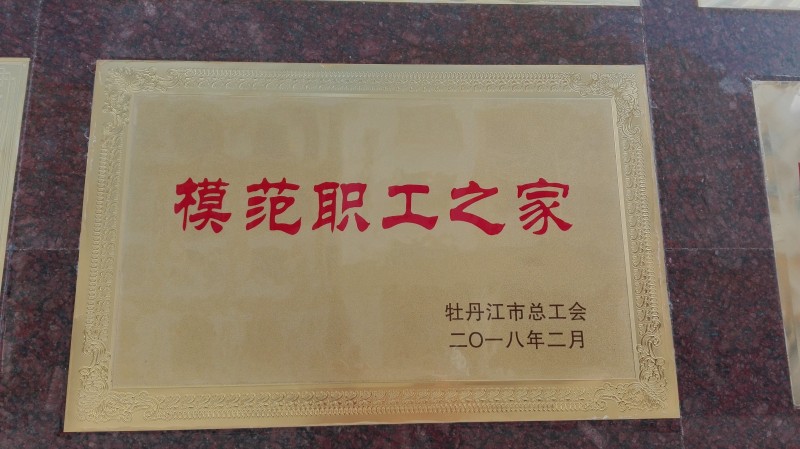 模范职工之家
牡丹江市总工会
二〇一八年二月